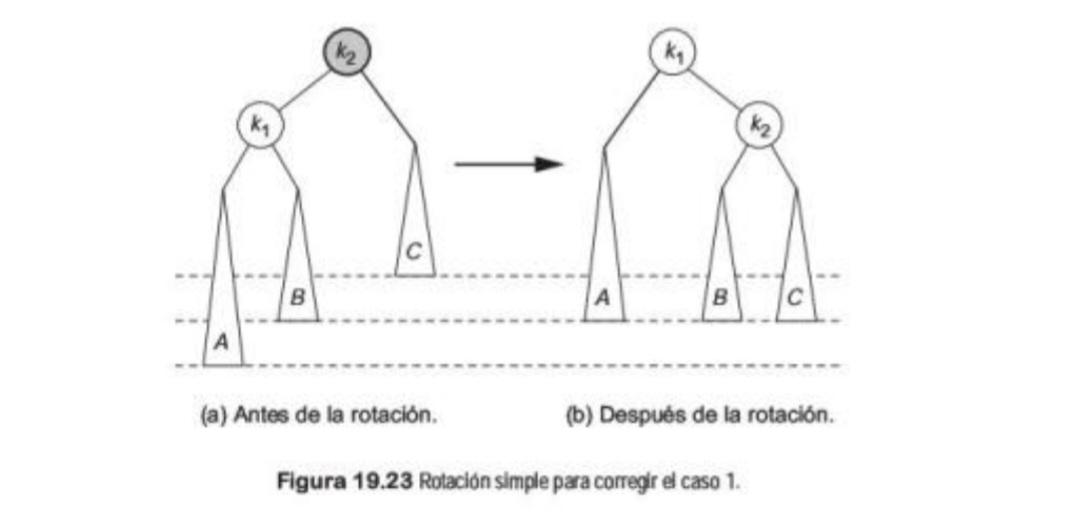 k2
k1
k1
k2
C
B
A
A
B
C
(a) Antes de la rotación.
(b) Después de la rotación.
Figura 19.23 Rotación simple para corregir el caso 1.